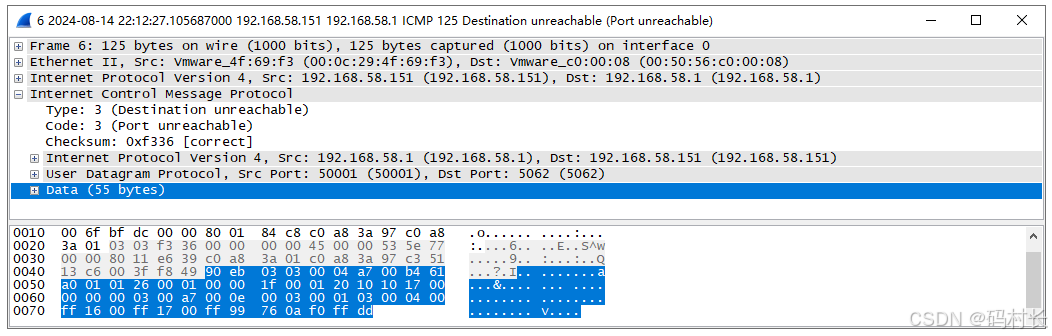 6 2024-08-14 22:12:27.105687000 192.168.58.151 192.168.58.1 ICMP 125 Destination unreachable (Port unreachable)
Frame 6: 125 bytes on wire (1000 bits), 125 bytes captured (1000 bits) on interface 0
Ethernet II, Src: Vmware_4f:69:f3 (00:0c:29:4f:69:f3), Dst: Vmware_c0:00:08 (00:50:56:c0:00:08)
Internet Protocol Version 4, Src: 192.168.58.151 (192.168.58.151), Dst: 192.168.58.1 (192.168.58.1)
Internet Control Message Protocol
Type: 3 (Destination unreachable)
Code: 3 (Port unreachable)
Checksum: 0xf336 [correct]
Internet Protocol Version 4, Src: 192.168.58.1 (192.168.58.1), Dst: 192.168.58.151 (192.168.58.151)
User Datagram Protocol, Src Port: 50001 (50001), Dst Port: 5062 (5062)
Data (55 bytes)
0010 00 6f bf dc 00 00 80 01 84 c8 c0 a8 3a 97 c0 a8 .o...... ....:...
0020 3a 01 03 03 f3 36 00 00 00 00 45 00 00 53 5e 77 :....6.. ..E..S^w
0030 00 00 80 11 e6 39 c0 a8 3a 01 c0 a8 3a 97 c3 51 .....9.. :...:..Q
0040 13 c6 00 3f f8 49 90 eb 03 03 00 04 a7 00 b4 61 ...?.I.. .......a
0050 a0 01 01 26 00 01 00 00 1f 00 01 20 10 10 17 00 ...&.... ... ....
0060 00 00 00 03 00 a7 00 0e 00 03 00 01 03 00 04 00 ........ ........
0070 ff 16 00 ff 17 00 ff 99 76 0a f0 ff dd ........ v....
CSDN @码村长